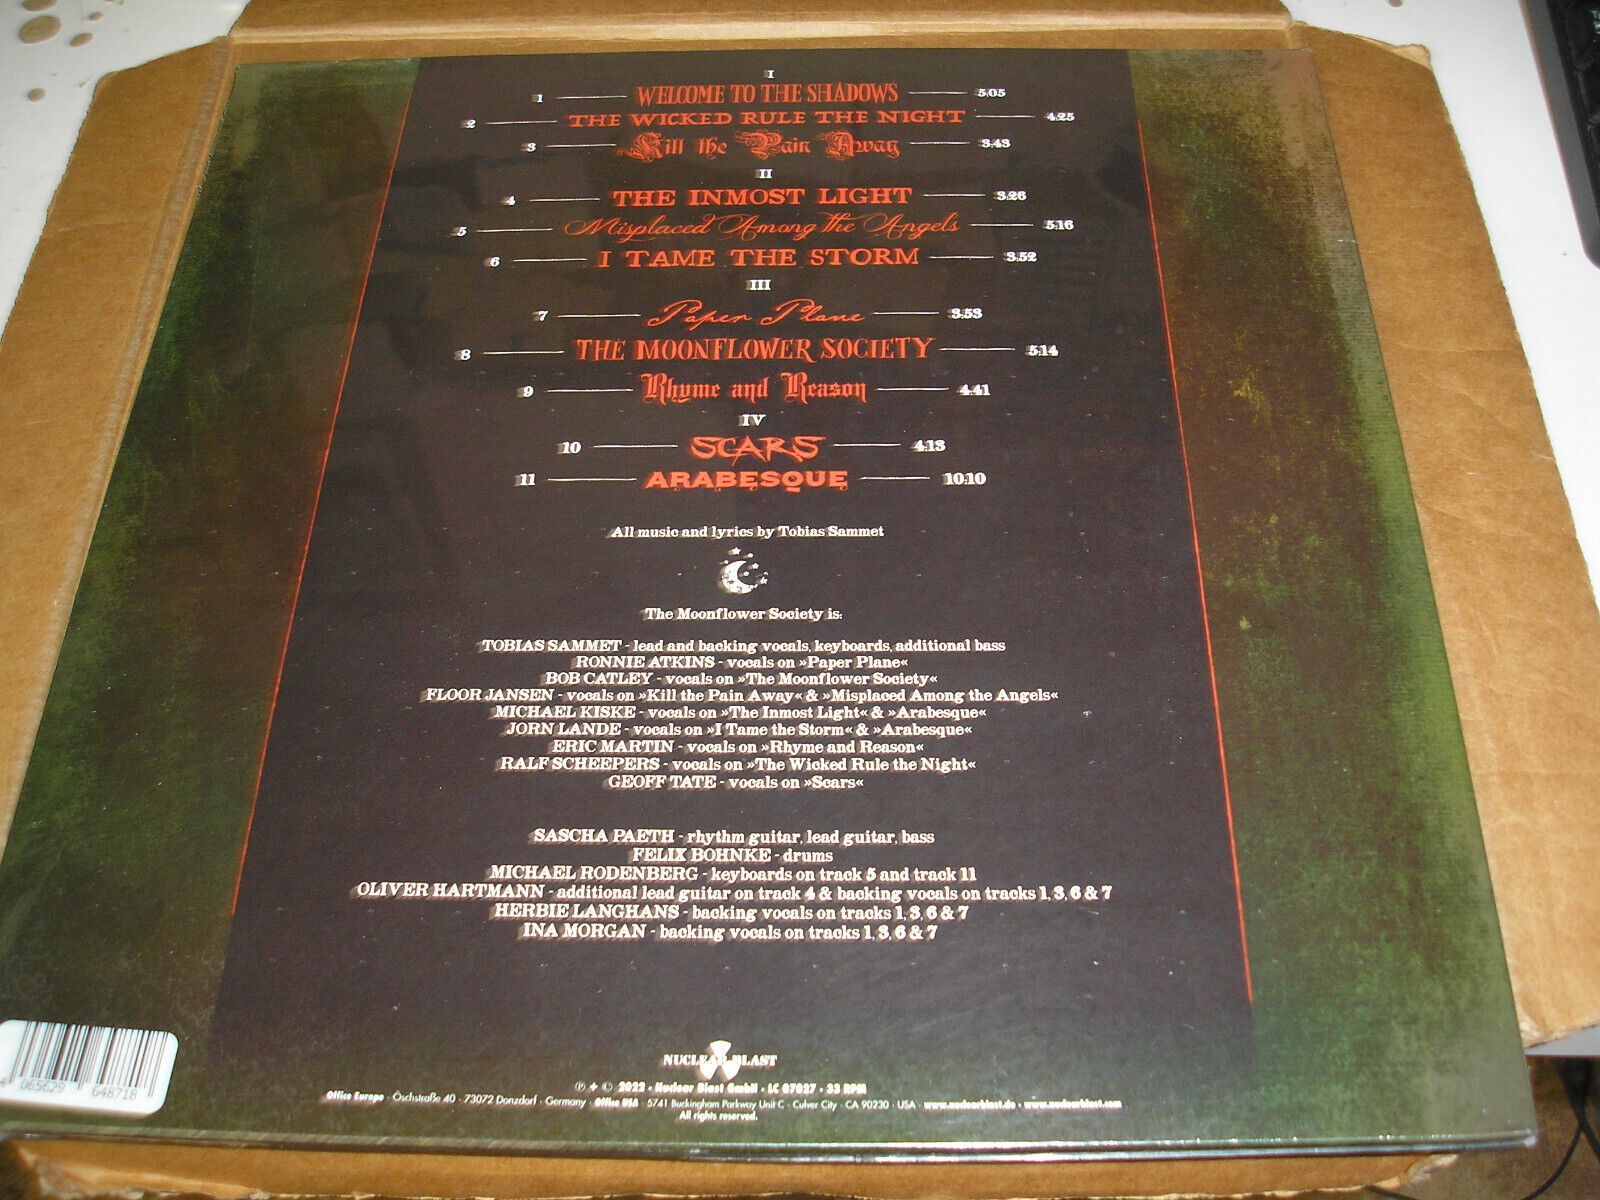 I
1 WELCOME TO THE SHADOWS 5:05
2 THE WICKED RULE THE NIGHT 4:25
3 Kill the Pain Away 3:43
II
4 THE INMOST LIGHT 3:26
5 Misplaced Among the Angels 5:16
6 I TAME THE STORM 3:52
III
7 Paper Plane 3:53
8 THE MOONFLOWER SOCIETY 5:14
9 Rhyme and Reason 4:41
IV
10 SCARS 4:13
11 ARABESQUE 10:10
All music and lyrics by Tobias Sammet
The Moonflower Society is:
TOBIAS SAMMET - lead and backing vocals, keyboards, additional bass
RONNIE ATKINS - vocals on »Paper Plane«
BOB CATLEY - vocals on »The Moonflower Society«
FLOOR JANSEN - vocals on »Kill the Pain Away« & »Misplaced Among the Angels«
MICHAEL KISKE - vocals on »The Inmost Light« & »Arabesque«
JORN LANDE - vocals on »I Tame the Storm« & »Arabesque«
ERIC MARTIN - vocals on »Rhyme and Reason«
RALF SCHEEPERS - vocals on »The Wicked Rule the Night«
GEOFF TATE - vocals on »Scars«
SASCHA PAETH - rhythm guitar, lead guitar, bass
FELIX BOHNKE - drums
MICHAEL RODENBERG - keyboards on track 5 and track 11
OLIVER HARTMANN - additional lead guitar on track 4 & backing vocals on tracks 1, 3, 6 & 7
HERBIE LANGHANS - backing vocals on tracks 1, 3, 6 & 7
INA MORGAN - backing vocals on tracks 1, 3, 6 & 7
NUCLEAR BLAST
℗ + © 2022 · Nuclear Blast GmbH · LC 07027 · 33 RPM
Office Europe · Öschstraße 40 · 73072 Donzdorf · Germany · Office USA · 5741 Buckingham Parkway Unit C · Culver City · CA 90230 · USA · www.nuclearblast.de · www.nuclearblast.com
All rights reserved.
4 065629 648718